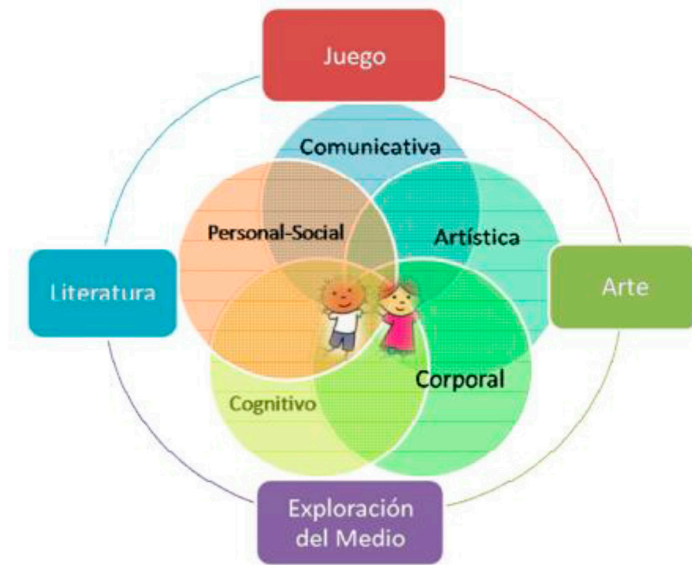 Juego
Comunicativa
Personal-Social
Artística
Literatura
Arte
Corporal
Cognitivo
Exploración
del Medio